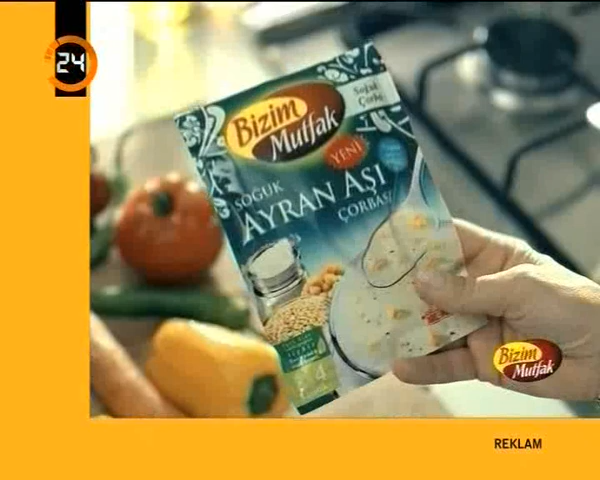 24
Bizim
Mutfak
Soğuk
Çorba
YENİ
SOĞUK
AYRAN AŞI
ÇORBASI
4
Bizim
Mutfak
REKLAM